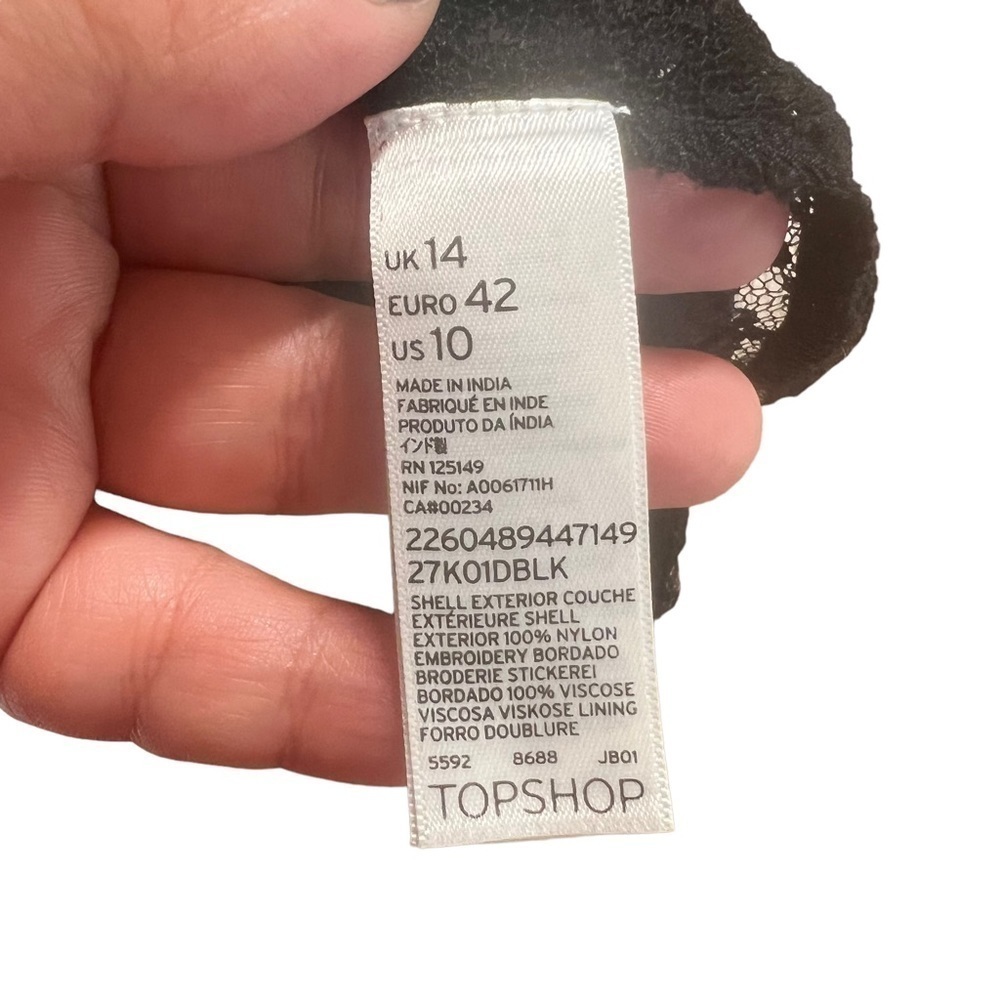 UK 14
EURO 42
US 10
MADE IN INDIA
FABRIQUÉ EN INDE
PRODUTO DA ÍNDIA
インド製
RN 125149
NIF No: A0061711H
CA#00234
2260489447149
27K01DBLK
SHELL EXTERIOR COUCHE
EXTÉRIEURE SHELL
EXTERIOR 100% NYLON
EMBROIDERY BORDADO
BRODERIE STICKEREI
BORDADO 100% VISCOSE
VISCOSA VISKOSE LINING
FORRO DOUBLURE
5592 8688 JB01
TOPSHOP